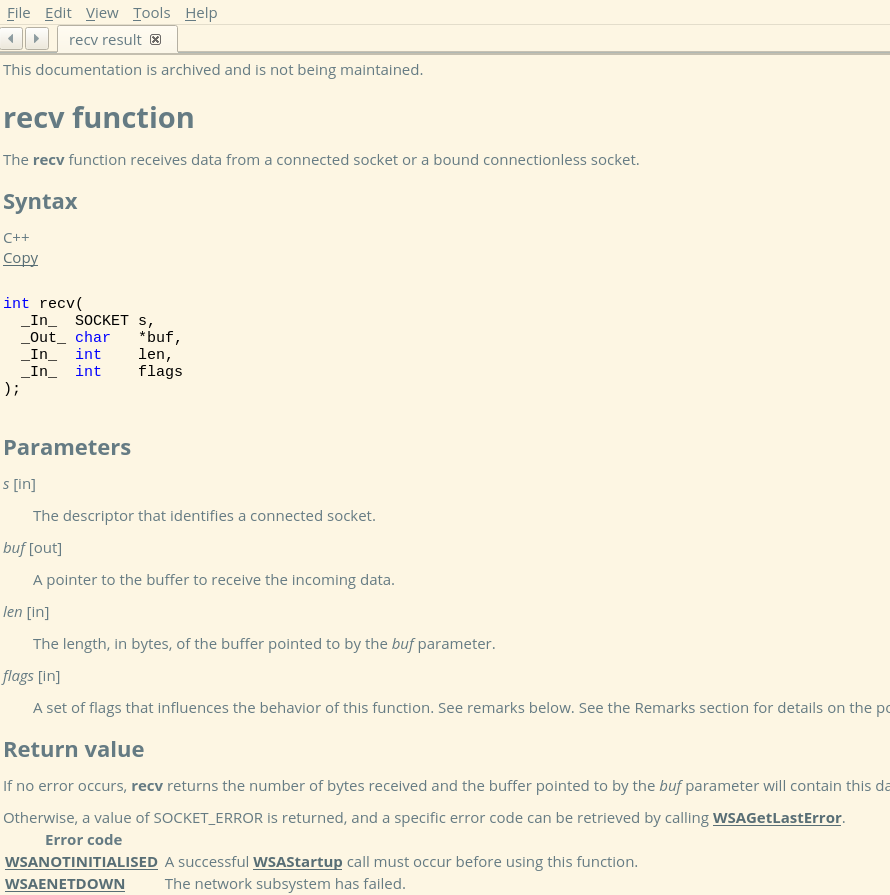 File Edit View Tools Help
recv result
This documentation is archived and is not being maintained.
recv function
The recv function receives data from a connected socket or a bound connectionless socket.
Syntax
C++
Copy
int recv(
  _In_  SOCKET s,
  _Out_ char   *buf,
  _In_  int    len,
  _In_  int    flags
);
Parameters
s [in]
The descriptor that identifies a connected socket.
buf [out]
A pointer to the buffer to receive the incoming data.
len [in]
The length, in bytes, of the buffer pointed to by the buf parameter.
flags [in]
A set of flags that influences the behavior of this function. See remarks below. See the Remarks section for details on the
Return value
If no error occurs, recv returns the number of bytes received and the buffer pointed to by the buf parameter will contain this
Otherwise, a value of SOCKET_ERROR is returned, and a specific error code can be retrieved by calling WSAGetLastError.
Error code
WSANOTINITIALISED A successful WSAStartup call must occur before using this function.
WSAENETDOWN The network subsystem has failed.